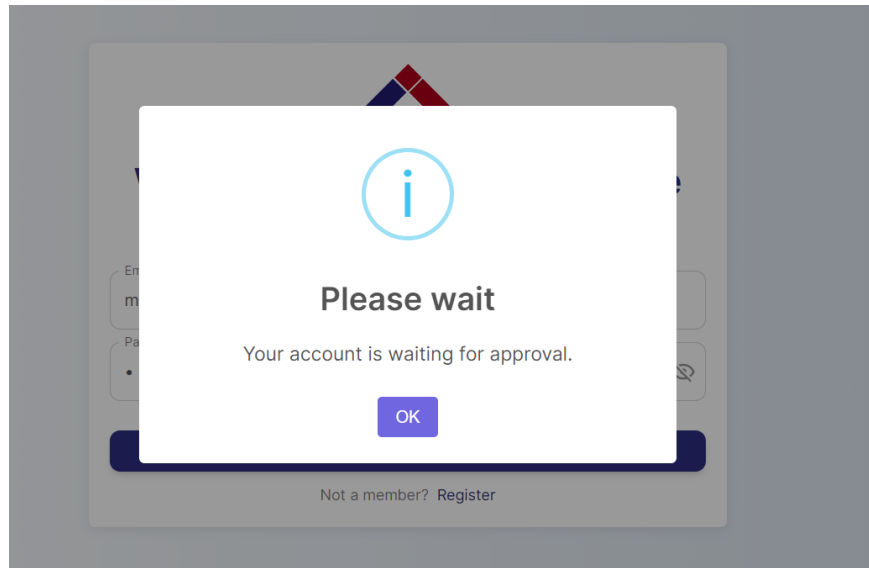 Please wait
Your account is waiting for approval.
OK
Not a member? Register